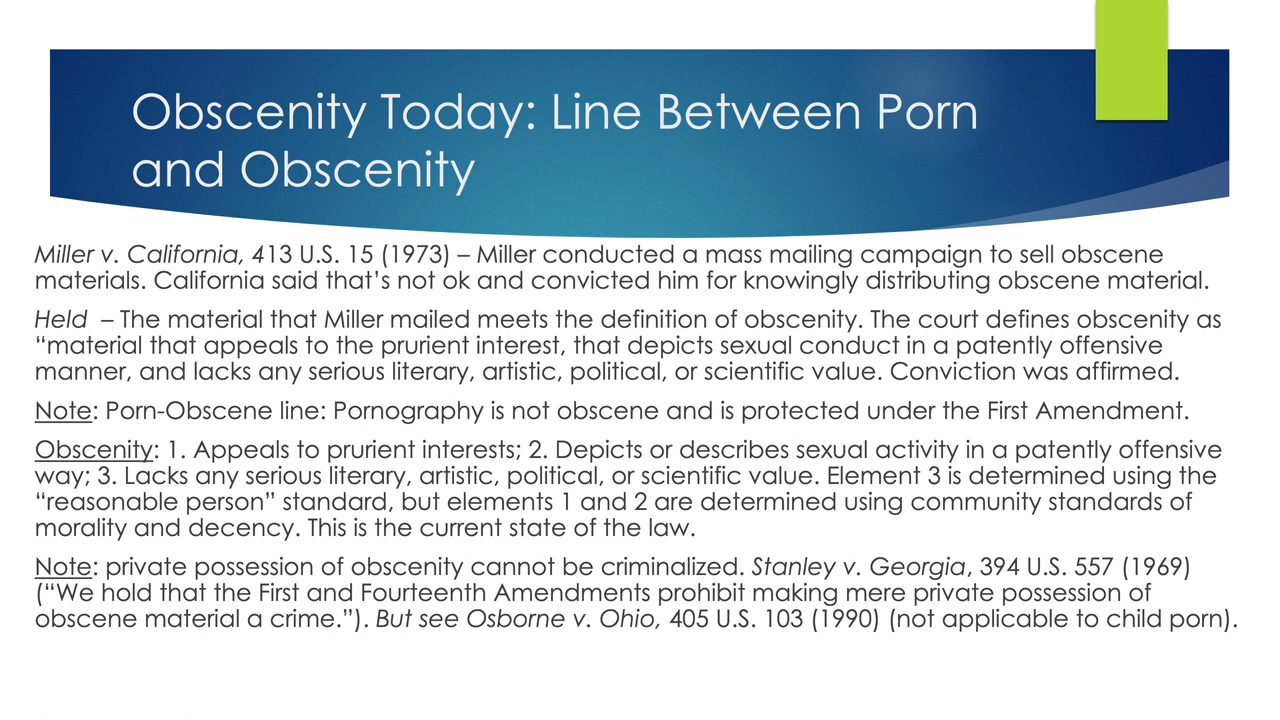 Obscenity Today: Line Between Porn
and Obscenity
Miller v. California, 413 U.S. 15 (1973) – Miller conducted a mass mailing campaign to sell obscene
materials. California said that’s not ok and convicted him for knowingly distributing obscene material.
Held – The material that Miller mailed meets the definition of obscenity. The court defines obscenity as
“material that appeals to the prurient interest, that depicts sexual conduct in a patently offensive
manner, and lacks any serious literary, artistic, political, or scientific value. Conviction was affirmed.
Note: Porn-Obscene line: Pornography is not obscene and is protected under the First Amendment.
Obscenity: 1. Appeals to prurient interests; 2. Depicts or describes sexual activity in a patently offensive
way; 3. Lacks any serious literary, artistic, political, or scientific value. Element 3 is determined using the
“reasonable person” standard, but elements 1 and 2 are determined using community standards of
morality and decency. This is the current state of the law.
Note: private possession of obscenity cannot be criminalized. Stanley v. Georgia, 394 U.S. 557 (1969)
(“We hold that the First and Fourteenth Amendments prohibit making mere private possession of
obscene material a crime.”). But see Osborne v. Ohio, 405 U.S. 103 (1990) (not applicable to child porn).